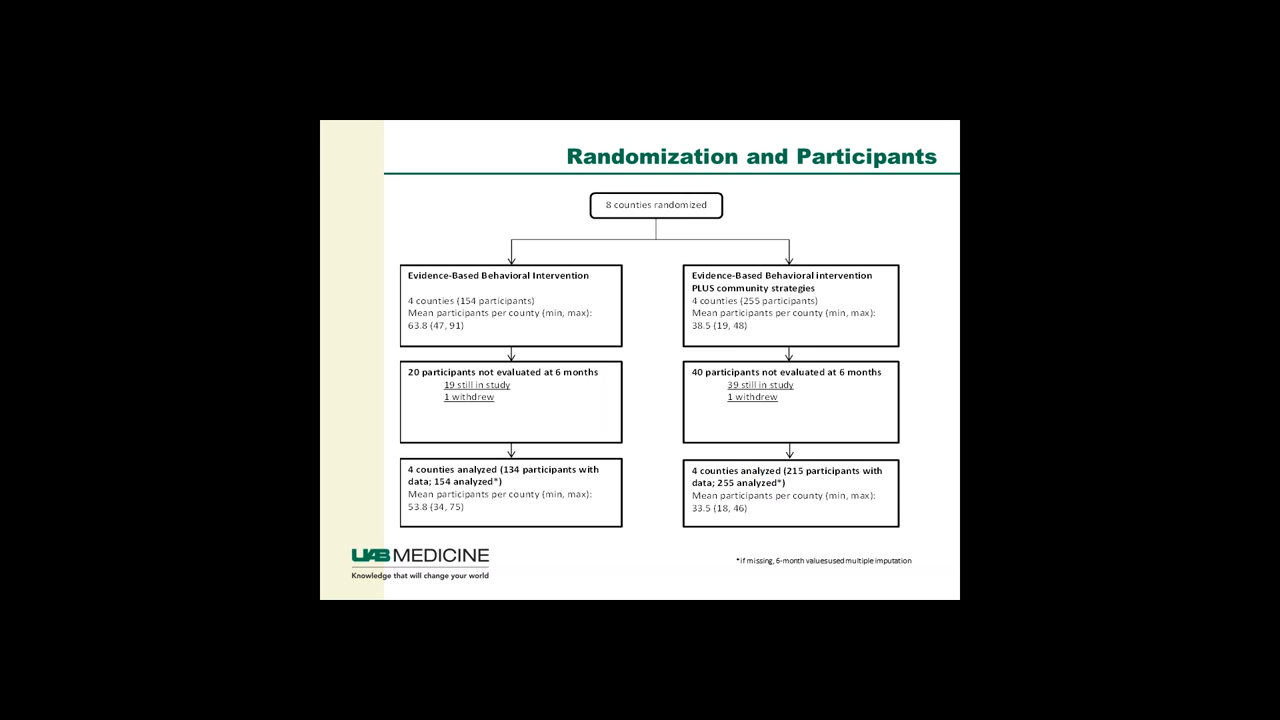 Randomization and Participants
8 counties randomized
Evidence-Based Behavioral Intervention
4 counties (154 participants)
Mean participants per county (min, max):
63.8 (47, 91)
Evidence-Based Behavioral intervention
PLUS community strategies
4 counties (255 participants)
Mean participants per county (min, max):
38.5 (19, 48)
20 participants not evaluated at 6 months
19 still in study
1 withdrew
40 participants not evaluated at 6 months
39 still in study
1 withdrew
4 counties analyzed (134 participants with
data; 154 analyzed*)
Mean participants per county (min, max):
53.8 (34, 75)
4 counties analyzed (215 participants with
data; 255 analyzed*)
Mean participants per county (min, max):
33.5 (18, 46)
UAB MEDICINE
Knowledge that will change your world
*if missing, 6-month values used multiple imputation